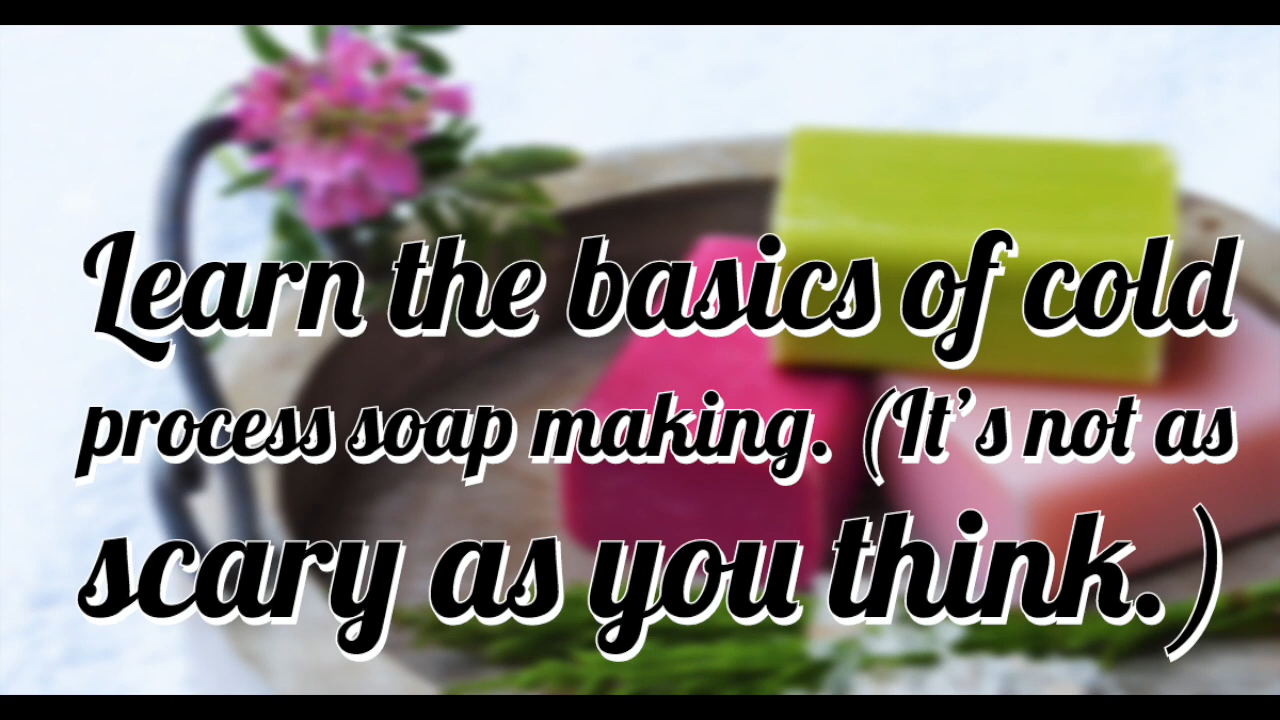 Learn the basics of cold
process soap making. (It’s not as
scary as you think.)